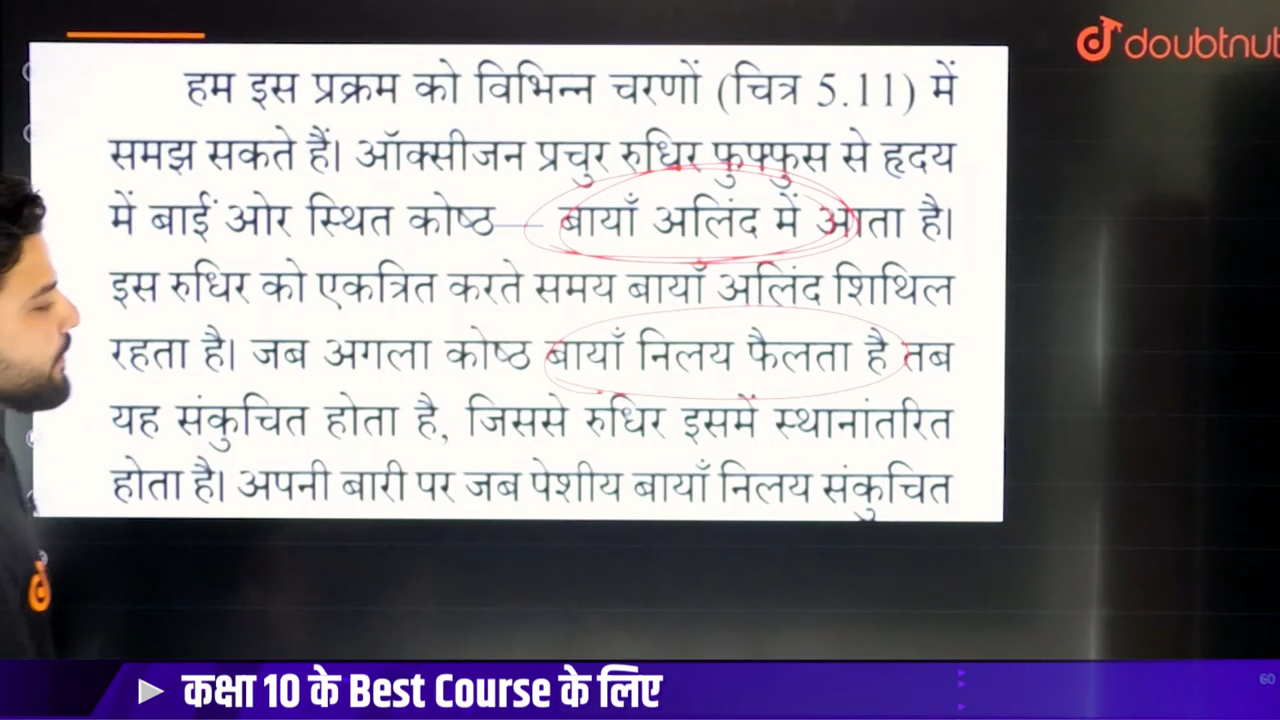 doubtnut
हम इस प्रक्रम को विभिन्न चरणों (चित्र 5.11) में
समझ सकते हैं। ऑक्सीजन प्रचुर रुधिर फुफ्फुस से हृदय
में बाईं ओर स्थित कोष्ठ— बायाँ अलिंद में आता है।
इस रुधिर को एकत्रित करते समय बायाँ अलिंद शिथिल
रहता है। जब अगला कोष्ठ बायाँ निलय फैलता है तब
यह संकुचित होता है, जिससे रुधिर इसमें स्थानांतरित
होता है। अपनी बारी पर जब पेशीय बायाँ निलय संकुचित
कक्षा 10 के Best Course के लिए
60